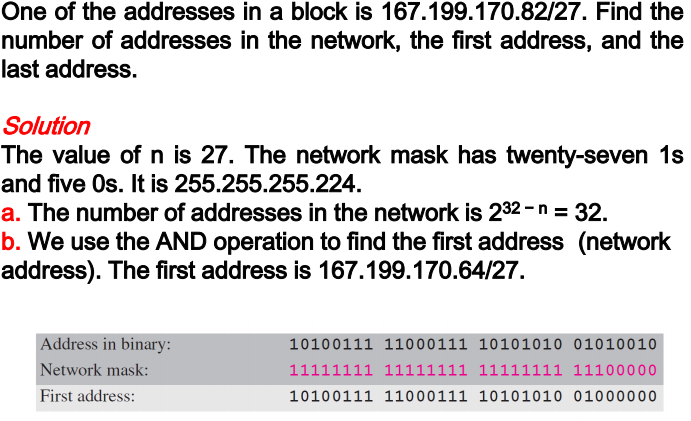 One of the addresses in a block is 167.199.170.82/27. Find the
number of addresses in the network, the first address, and the
last address.
Solution
The value of n is 27. The network mask has twenty-seven 1s
and five 0s. It is 255.255.255.224.
a. The number of addresses in the network is 2³²⁻ⁿ = 32.
b. We use the AND operation to find the first address (network
address). The first address is 167.199.170.64/27.
Address in binary: 10100111 11000111 10101010 01010010
Network mask: 11111111 11111111 11111111 11100000
First address: 10100111 11000111 10101010 01000000